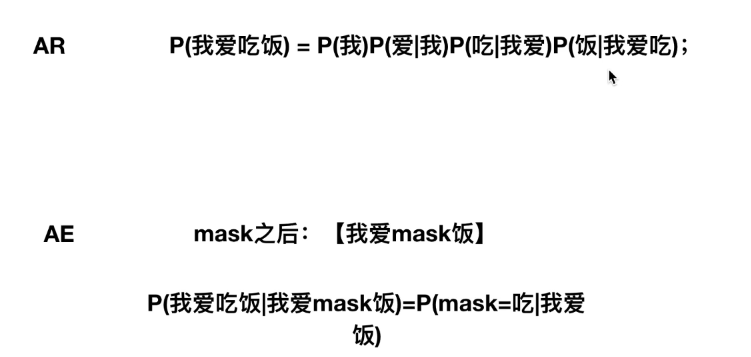 AR P(我爱吃饭) = P(我)P(爱|我)P(吃|我爱)P(饭|我爱吃)；
AE mask之后：【我爱mask饭】
P(我爱吃饭|我爱mask饭)=P(mask=吃|我爱
饭)